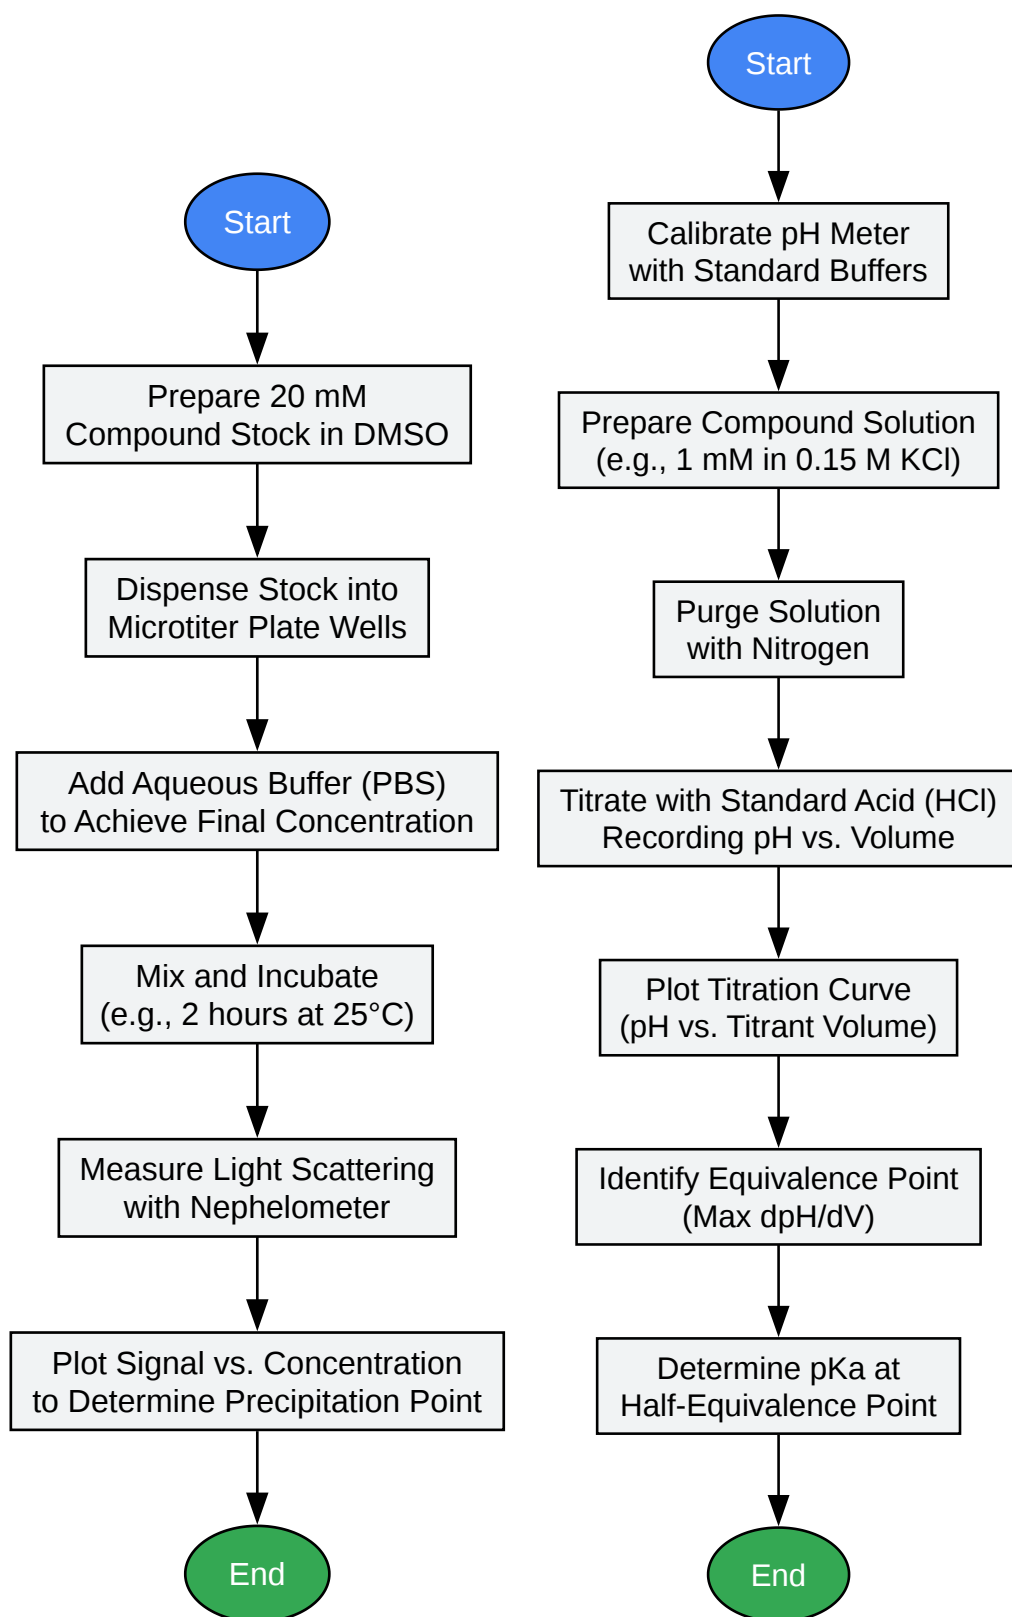 Start
Prepare 20 mM
Compound Stock in DMSO
Dispense Stock into
Microtiter Plate Wells
Add Aqueous Buffer (PBS)
to Achieve Final Concentration
Mix and Incubate
(e.g., 2 hours at 25°C)
Measure Light Scattering
with Nephelometer
Plot Signal vs. Concentration
to Determine Precipitation Point
End
Start
Calibrate pH Meter
with Standard Buffers
Prepare Compound Solution
(e.g., 1 mM in 0.15 M KCl)
Purge Solution
with Nitrogen
Titrate with Standard Acid (HCl)
Recording pH vs. Volume
Plot Titration Curve
(pH vs. Titrant Volume)
Identify Equivalence Point
(Max dpH/dV)
Determine pKa at
Half-Equivalence Point
End